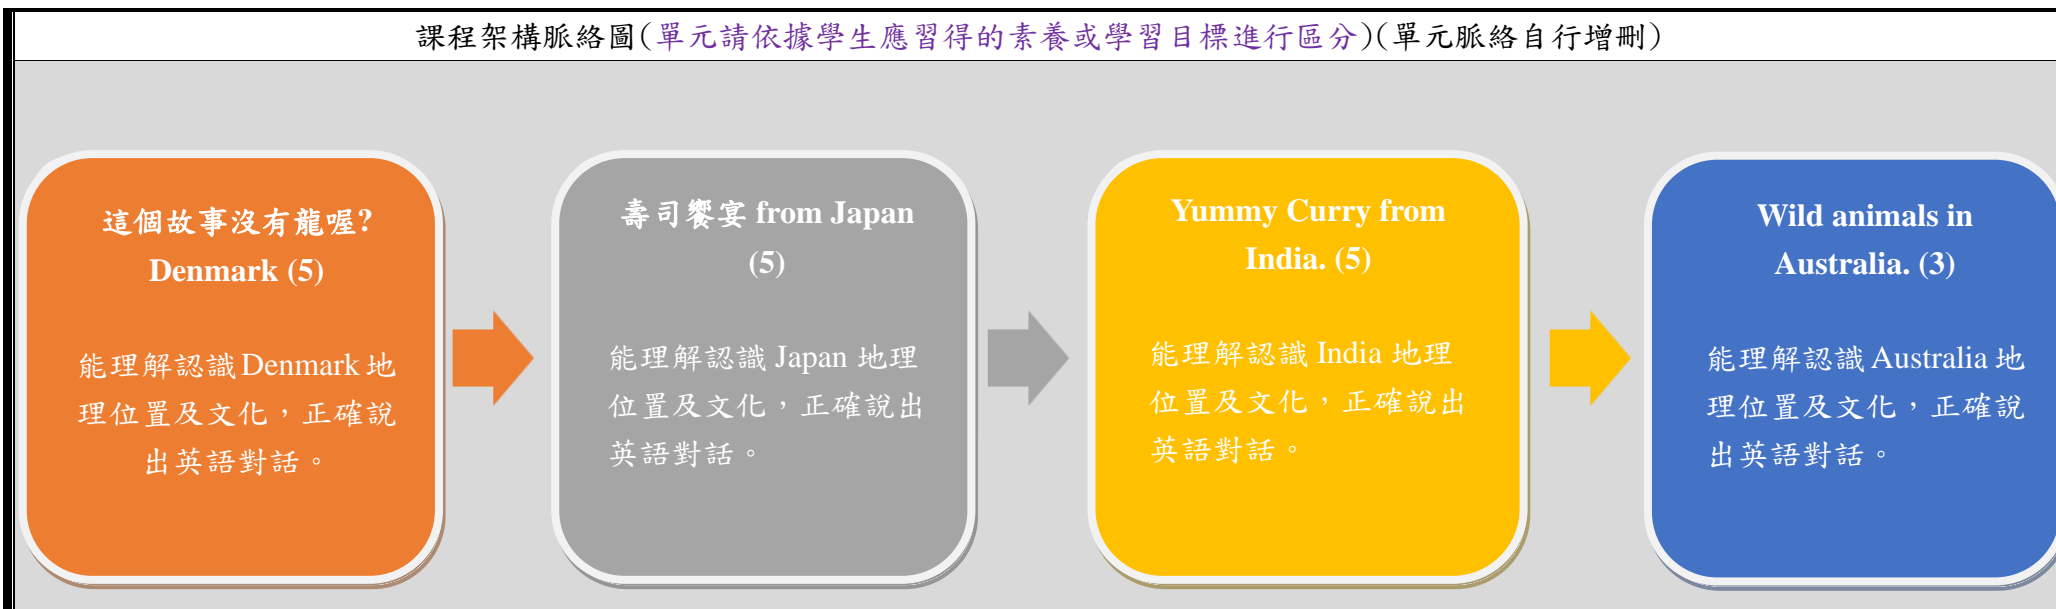 課程架構脈絡圖(單元請依據學生應習得的素養或學習目標進行區分)(單元脈絡自行增刪)
這個故事沒有龍喔?
Denmark (5)
能理解認識 Denmark 地
理位置及文化，正確說
出英語對話。
壽司饗宴 from Japan
(5)
能理解認識 Japan 地理
位置及文化，正確說出
英語對話。
Yummy Curry from
India. (5)
能理解認識 India 地理
位置及文化，正確說出
英語對話。
Wild animals in
Australia. (3)
能理解認識 Australia 地
理位置及文化，正確說
出英語對話。